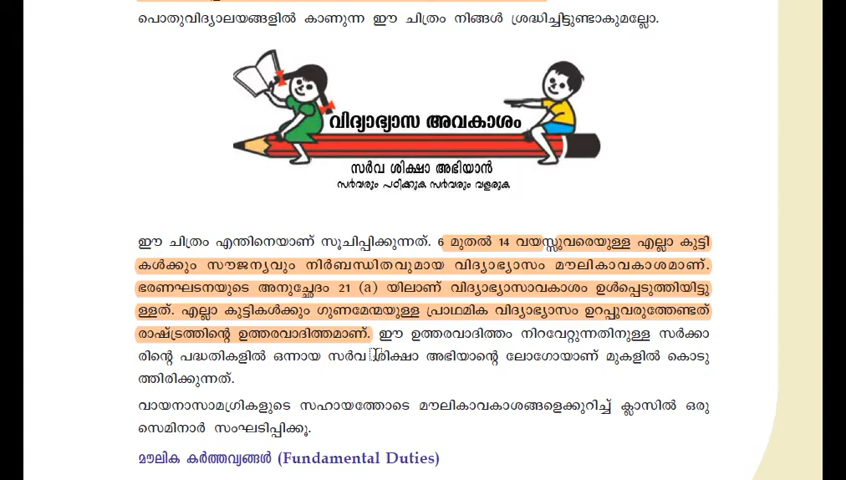 പൊതുവിദ്യാലയങ്ങളിൽ കാണുന്ന ഈ ചിത്രം നിങ്ങൾ ശ്രദ്ധിച്ചിട്ടുണ്ടാകുമല്ലോ.
വിദ്യാഭ്യാസ അവകാശം
സർവ ശിക്ഷാ അഭിയാൻ
സർവരും പഠിക്കുക സർവരും വളരുക
ഈ ചിത്രം എന്തിനെയാണ് സൂചിപ്പിക്കുന്നത്. 6 മുതൽ 14 വയസ്സുവരെയുള്ള എല്ലാ കുട്ടി
കൾക്കും സൗജന്യവും നിർബന്ധിതവുമായ വിദ്യാഭ്യാസം മൗലികാവകാശമാണ്.
ഭരണഘടനയുടെ അനുച്ഛേദം 21 (a) യിലാണ് വിദ്യാഭ്യാസാവകാശം ഉൾപ്പെടുത്തിയിട്ടു
ള്ളത്. എല്ലാ കുട്ടികൾക്കും ഗുണമേന്മയുള്ള പ്രാഥമിക വിദ്യാഭ്യാസം ഉറപ്പുവരുത്തേണ്ടത്
രാഷ്ട്രത്തിന്റെ ഉത്തരവാദിത്തമാണ്. ഈ ഉത്തരവാദിത്തം നിറവേറ്റുന്നതിനുള്ള സർക്കാ
രിന്റെ പദ്ധതികളിൽ ഒന്നായ സർവ ശിക്ഷാ അഭിയാന്റെ ലോഗോയാണ് മുകളിൽ കൊടു
ത്തിരിക്കുന്നത്.
വായനാസാമഗ്രികളുടെ സഹായത്തോടെ മൗലികാവകാശങ്ങളെക്കുറിച്ച് ക്ലാസിൽ ഒരു
സെമിനാർ സംഘടിപ്പിക്കൂ.
മൗലിക കർത്തവ്യങ്ങൾ (Fundamental Duties)